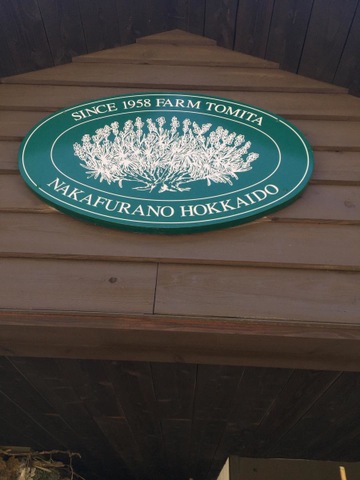 SINCE 1958 FARM TOMITA
NAKAFURANO HOKKAIDO